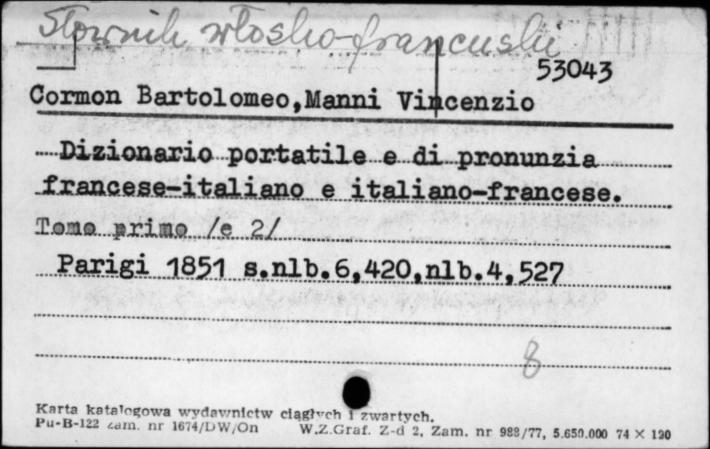 Słownik włosko-francuski
53043
Cormon Bartolomeo,Manni Vincenzio
Dizionario portatile e di pronunzia
francese-italiano e italiano-francese.
Tomo primo /e 2/
Parigi 1851 s.nlb.6,420,nlb.4,527
8
Karta katalogowa wydawnictw ciągłych i zwartych.
Pu-B-122 zam. nr 1674/DW/On W.Z.Graf. Z-d 2, Zam. nr 988/77, 5.650.000 74 × 120